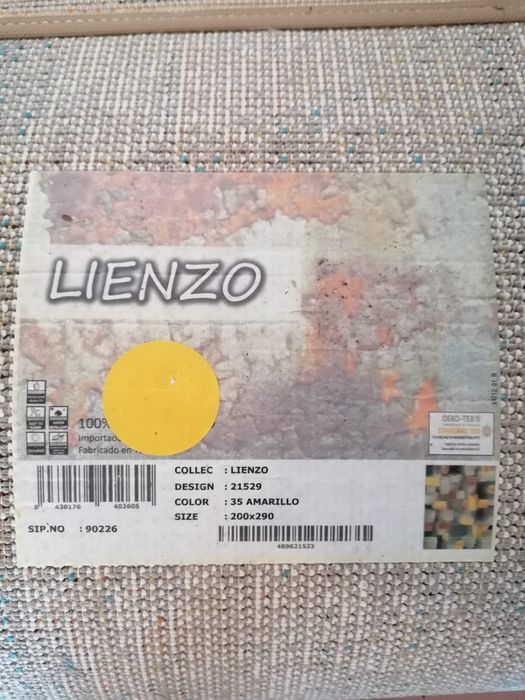 LIENZO
100%
Importado
Fabricado en
OEKO-TEX®
STANDARD 100
COLLEC : LIENZO
DESIGN : 21529
COLOR : 35 AMARILLO
SIZE : 200x290
8 430176 402605
SIP.NO : 90226
489621523